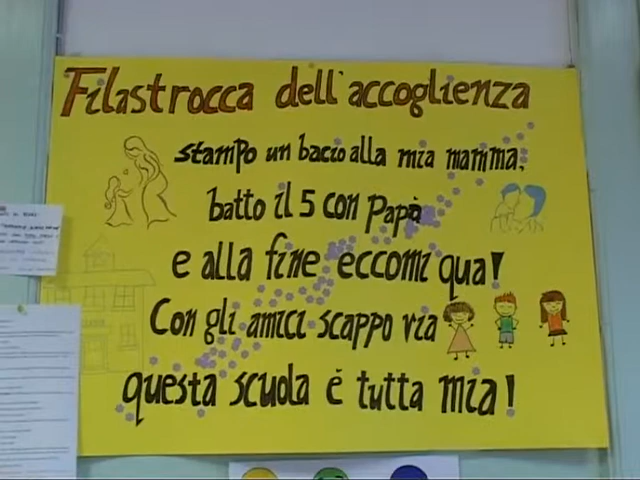 Filastrocca dell'accoglienza
stampo un bacio alla mia mamma,
batto il 5 con Papà
e alla fine eccomi qua!
Con gli amici scappo via
questa scuola è tutta mia!